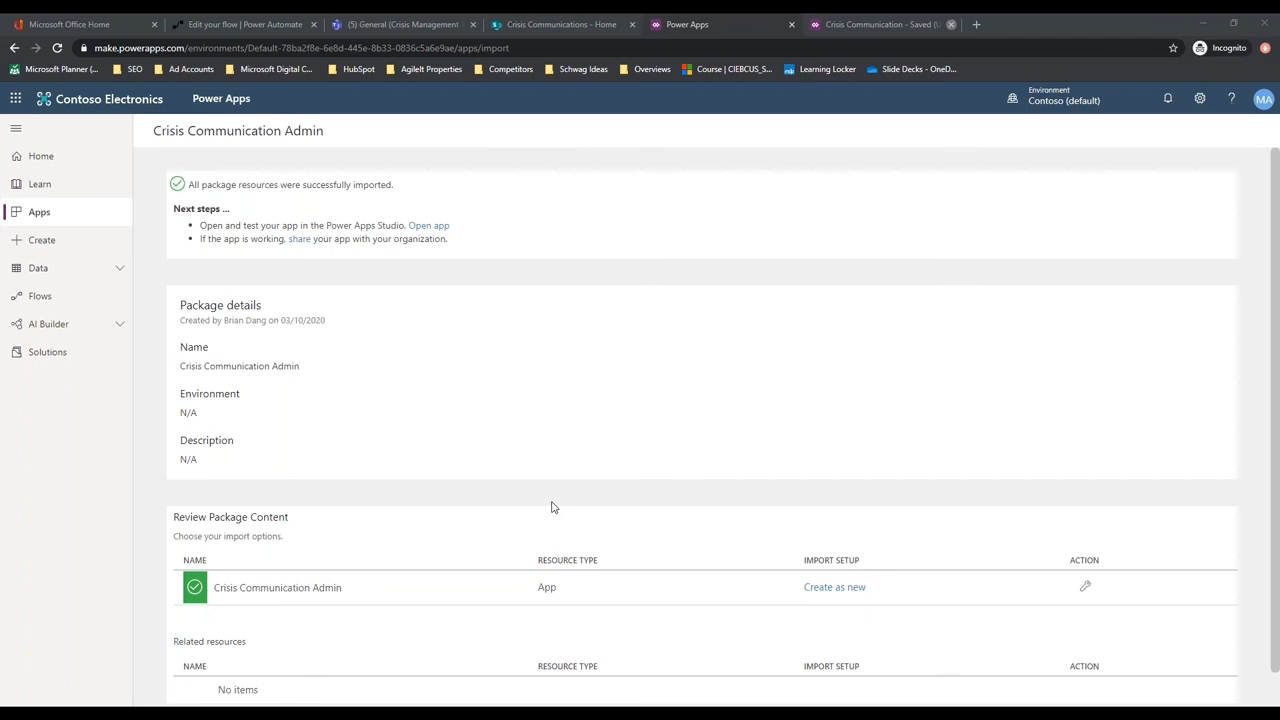 Microsoft Office Home
Edit your flow | Power Automate
(5) General (Crisis Management
Crisis Communications - Home
Power Apps
Crisis Communication - Saved (U
make.powerapps.com/environments/Default-78ba2f8e-6e8d-445e-8b33-0836c5a6e9ae/apps/import
Incognito
Microsoft Planner (...
SEO
Ad Accounts
Microsoft Digital C...
HubSpot
AgileIt Properties
Competitors
Schwag Ideas
Overviews
Course | CIEBCUS_S...
Learning Locker
Slide Decks - OneD...
Contoso Electronics
Power Apps
Environment
Contoso (default)
MA
Crisis Communication Admin
Home
Learn
Apps
Create
Data
Flows
AI Builder
Solutions
All package resources were successfully imported.
Next steps ...
Open and test your app in the Power Apps Studio. Open app
If the app is working, share your app with your organization.
Package details
Created by Brian Dang on 03/10/2020
Name
Crisis Communication Admin
Environment
N/A
Description
N/A
Review Package Content
Choose your import options.
NAME RESOURCE TYPE IMPORT SETUP ACTION
Crisis Communication Admin App Create as new
Related resources
NAME RESOURCE TYPE IMPORT SETUP ACTION
No items